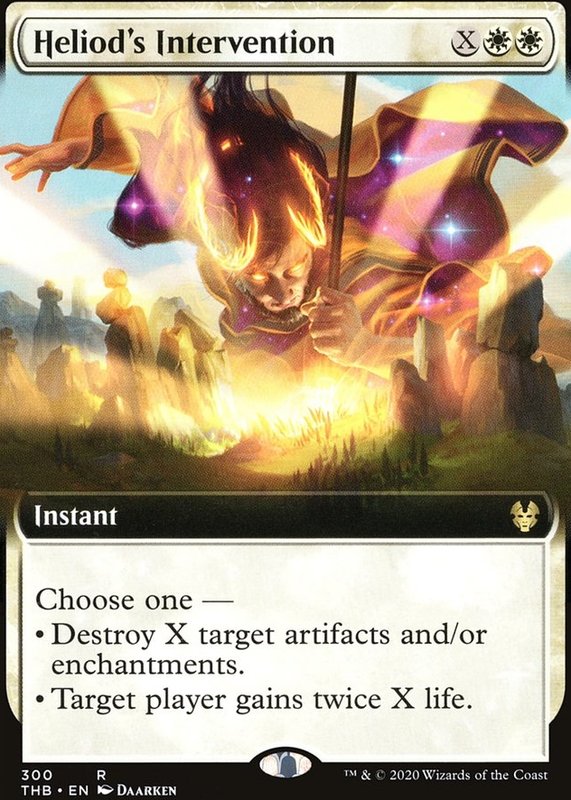 Heliod's Intervention X
Instant
Choose one —
• Destroy X target artifacts and/or
enchantments.
• Target player gains twice X life.
300 R
THB • EN DAARKEN
™ & © 2020 Wizards of the Coast